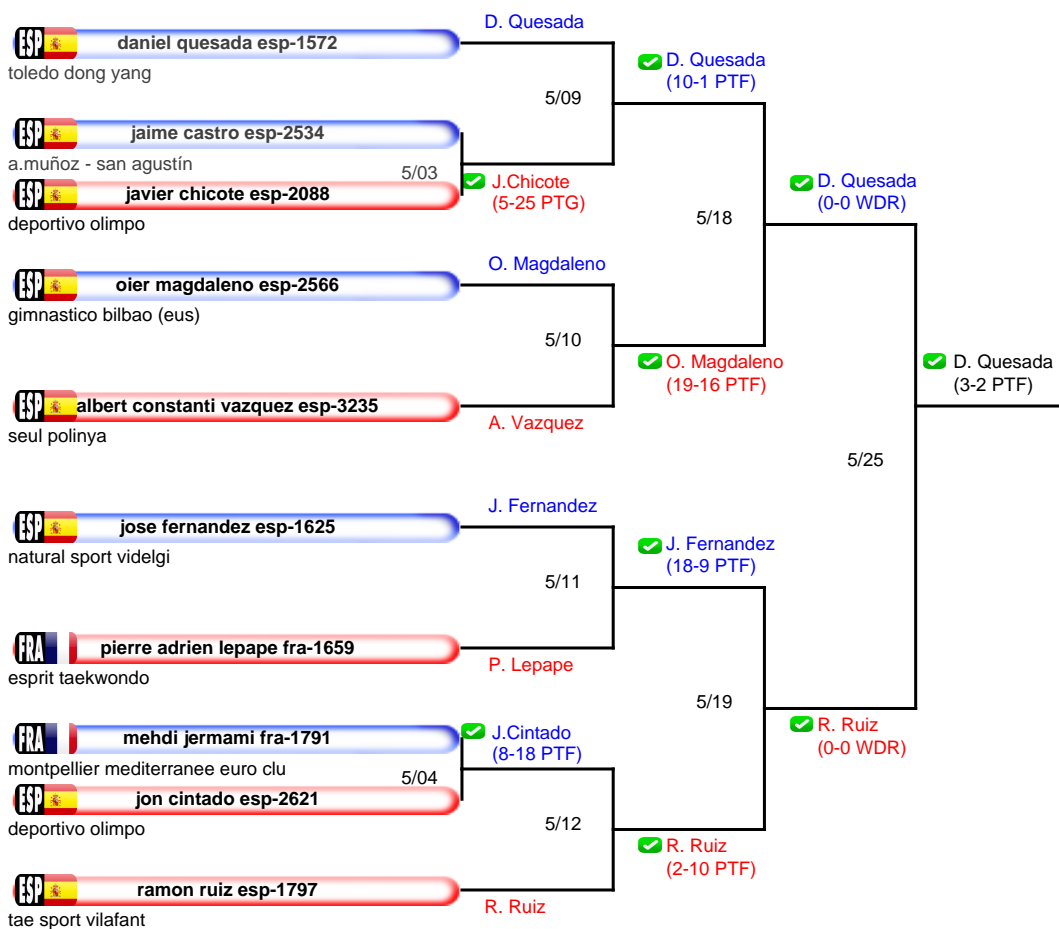 D. Quesada
ESP daniel quesada esp-1572
toledo dong yang
D. Quesada
(10-1 PTF)
5/09
ESP jaime castro esp-2534
a.muñoz - san agustín
5/03
J.Chicote
(5-25 PTG)
ESP javier chicote esp-2088
deportivo olimpo
D. Quesada
(0-0 WDR)
5/18
O. Magdaleno
ESP oier magdaleno esp-2566
gimnastico bilbao (eus)
5/10
O. Magdaleno
(19-16 PTF)
D. Quesada
(3-2 PTF)
ESP albert constanti vazquez esp-3235
A. Vazquez
seul polinya
5/25
J. Fernandez
ESP jose fernandez esp-1625
natural sport videlgi
J. Fernandez
(18-9 PTF)
5/11
FRA pierre adrien lepape fra-1659
P. Lepape
esprit taekwondo
5/19
R. Ruiz
(0-0 WDR)
FRA mehdi jermami fra-1791
J.Cintado
(8-18 PTF)
montpellier mediterranee euro clu
5/04
ESP jon cintado esp-2621
deportivo olimpo
5/12
R. Ruiz
(2-10 PTF)
ESP ramon ruiz esp-1797
R. Ruiz
tae sport vilafant